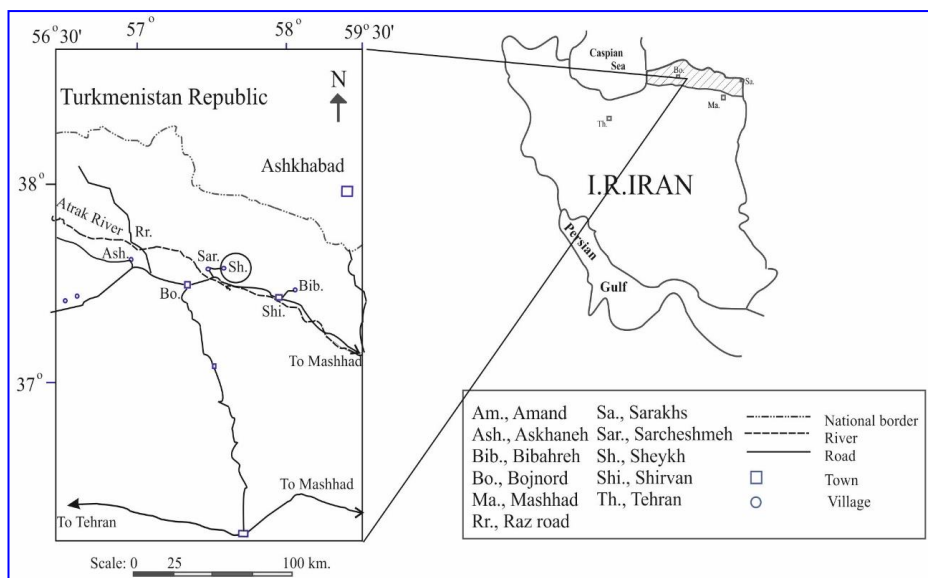 56° 30'
57°
58°
59° 30'
Turkmenistan Republic
N
Ashkhabad
38°
Atrak River
Rr.
Ash.
Sar.
Sh.
Bo.
Bib.
Shi.
To Mashhad
37°
To Mashhad
To Tehran
Scale: 0 25 100 km.
Caspian
Sea
Bo.
Sa.
Ma.
Th.
I.R.IRAN
Persian
Gulf
Am., Amand
Ash., Askhaneh
Bib., Bibahreh
Bo., Bojnord
Ma., Mashhad
Rr., Raz road
Sa., Sarakhs
Sar., Sarcheshmeh
Sh., Sheykh
Shi., Shirvan
Th., Tehran
National border
River
Road
Town
Village